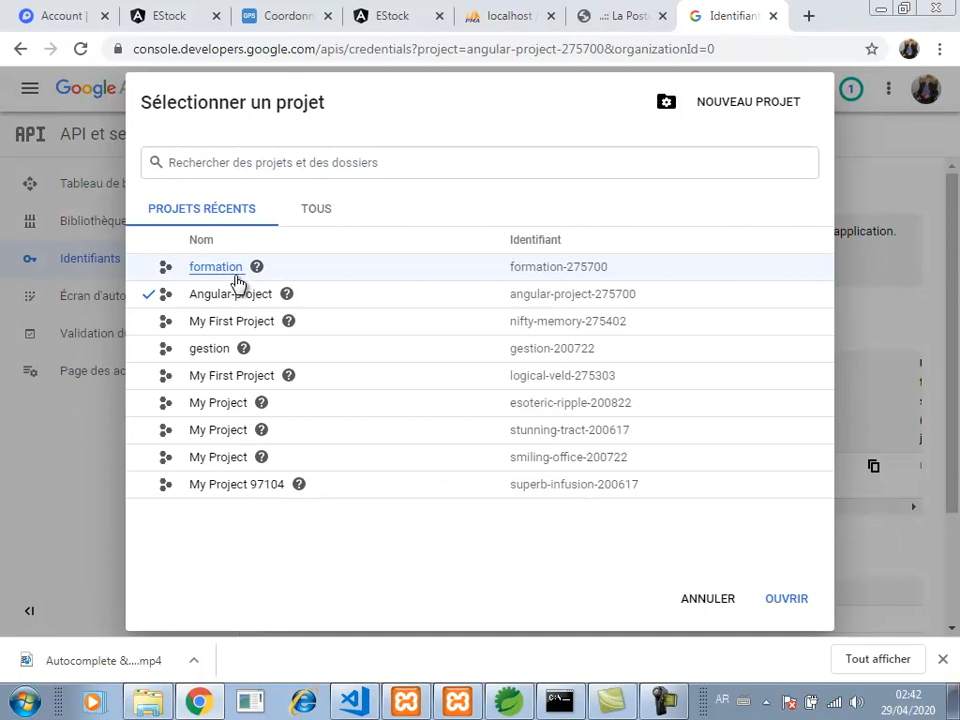 Account |
EStock
Coordonn
EStock
localhost /
..:: La Poste
Identifian
console.developers.google.com/apis/credentials?project=angular-project-275700&organizationId=0
Google A
1
API API et se
Tableau de b
Bibliothèque
Identifiants
Écran d'auto
Validation du
Page des ac
application.
Sélectionner un projet
NOUVEAU PROJET
Rechercher des projets et des dossiers
PROJETS RÉCENTS TOUS
Nom Identifiant
formation formation-275700
Angular-project angular-project-275700
My First Project nifty-memory-275402
gestion gestion-200722
My First Project logical-veld-275303
My Project esoteric-ripple-200822
My Project stunning-tract-200617
My Project smiling-office-200722
My Project 97104 superb-infusion-200617
ANNULER OUVRIR
Autocomplete &....mp4
Tout afficher
AR
02:42
29/04/2020